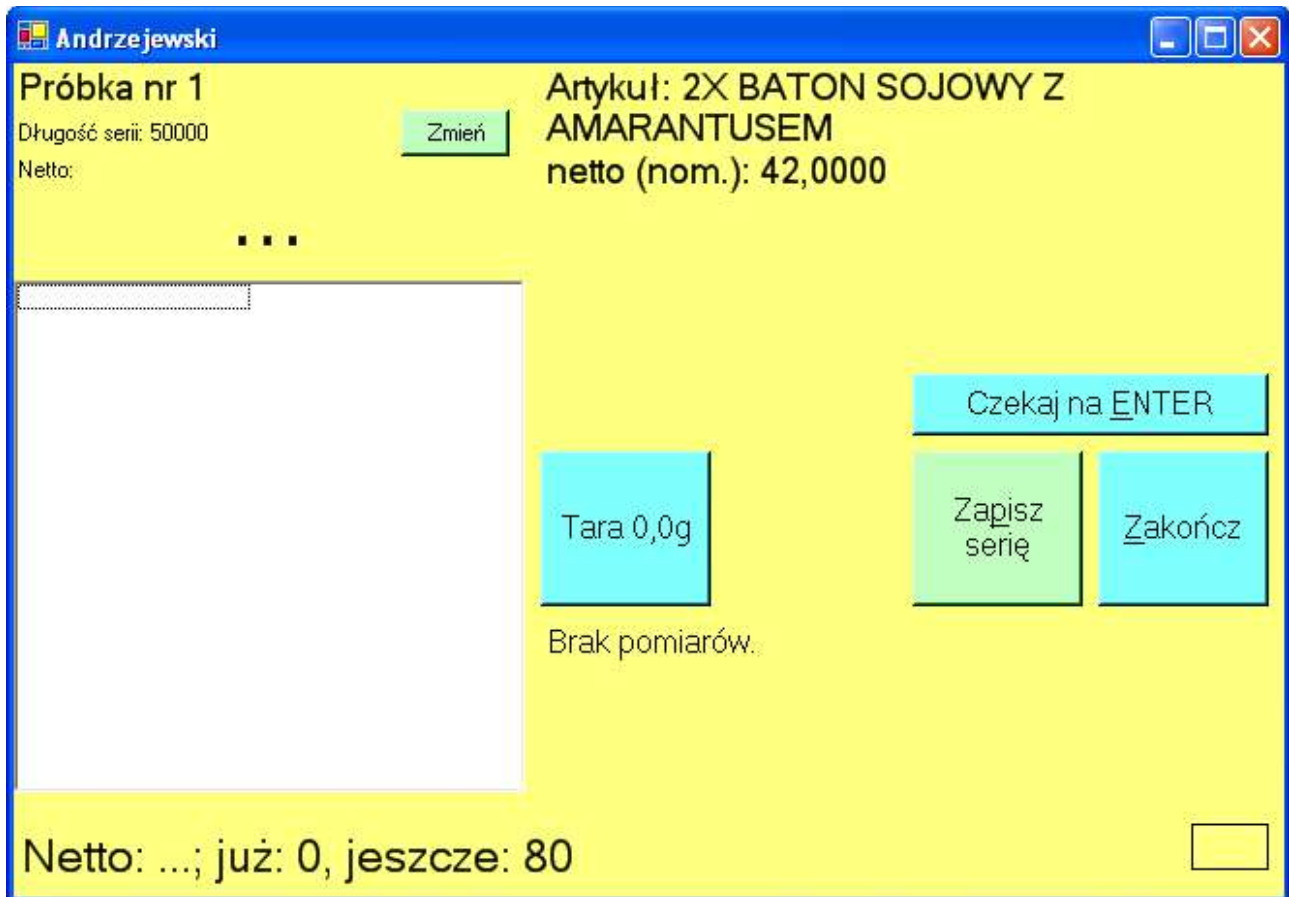 Andrzejewski
Próbka nr 1
Długość serii: 50000
Zmień
Netto:
...
Artykuł: 2X BATON SOJOWY Z
AMARANTUSEM
netto (nom.): 42,0000
Czekaj na ENTER
Tara 0,0g
Zapisz
serię
Zakończ
Brak pomiarów.
Netto: ...; już: 0, jeszcze: 80